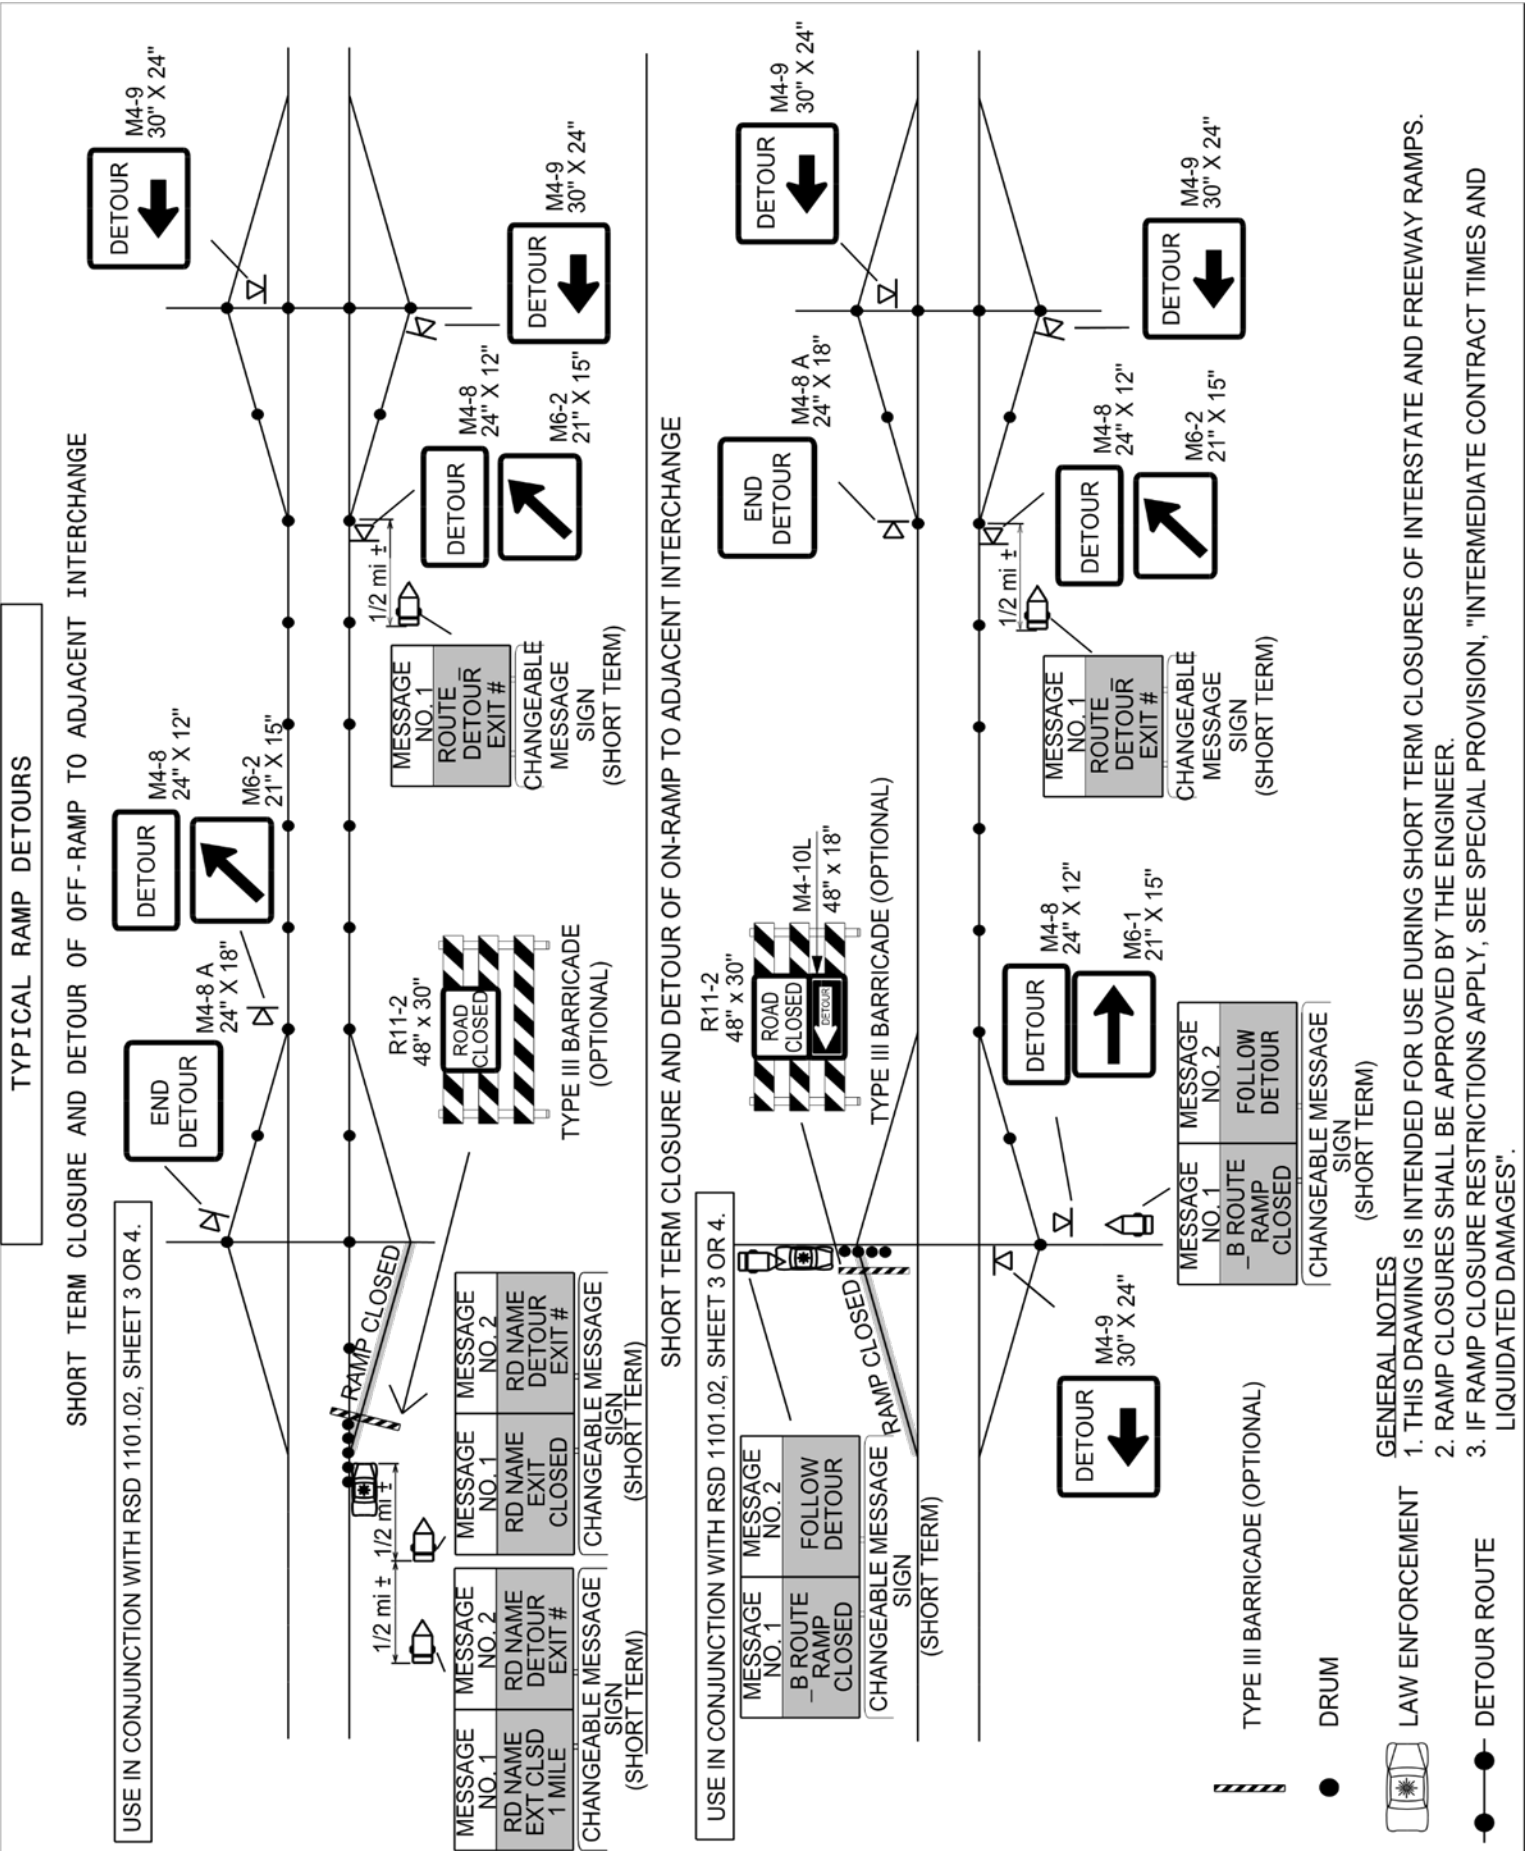 TYPICAL RAMP DETOURS
SHORT TERM CLOSURE AND DETOUR OF OFF-RAMP TO ADJACENT INTERCHANGE
USE IN CONJUNCTION WITH RSD 1101.02, SHEET 3 OR 4.
END
DETOUR
M4-8 A
24" X 18"
DETOUR
M4-8
24" X 12"
M6-2
21" X 15"
DETOUR
M4-9
30" X 24"
RAMP CLOSED
1/2 mi ±
1/2 mi ±
MESSAGE
NO. 1
RD NAME
EXT CLSD
1 MILE
MESSAGE
NO. 2
RD NAME
DETOUR
EXIT #
CHANGEABLE MESSAGE
SIGN
(SHORT TERM)
MESSAGE
NO. 1
RD NAME
EXIT
CLOSED
MESSAGE
NO. 2
RD NAME
DETOUR
EXIT #
CHANGEABLE MESSAGE
SIGN
(SHORT TERM)
R11-2
48" x 30"
ROAD
CLOSED
TYPE III BARRICADE
(OPTIONAL)
1/2 mi ±
MESSAGE
NO. 1
ROUTE
DETOUR_
EXIT #
CHANGEABLE
MESSAGE
SIGN
(SHORT TERM)
DETOUR
M4-8
24" X 12"
M6-2
21" X 15"
DETOUR
M4-9
30" X 24"
SHORT TERM CLOSURE AND DETOUR OF ON-RAMP TO ADJACENT INTERCHANGE
USE IN CONJUNCTION WITH RSD 1101.02, SHEET 3 OR 4.
MESSAGE
NO. 1
_B ROUTE
RAMP
CLOSED
MESSAGE
NO. 2
FOLLOW
DETOUR
CHANGEABLE MESSAGE
SIGN
(SHORT TERM)
RAMP CLOSED
R11-2
48" x 30"
ROAD
CLOSED
DETOUR
M4-10L
48" x 18"
TYPE III BARRICADE (OPTIONAL)
END
DETOUR
M4-8 A
24" X 18"
DETOUR
M4-9
30" X 24"
DETOUR
M4-9
30" X 24"
DETOUR
M4-8
24" X 12"
M6-1
21" X 15"
MESSAGE
NO. 1
_B ROUTE
RAMP
CLOSED
MESSAGE
NO. 2
FOLLOW
DETOUR
CHANGEABLE MESSAGE
SIGN
(SHORT TERM)
1/2 mi ±
MESSAGE
NO. 1
ROUTE
DETOUR_
EXIT #
CHANGEABLE
MESSAGE
SIGN
(SHORT TERM)
DETOUR
M4-8
24" X 12"
M6-2
21" X 15"
DETOUR
M4-9
30" X 24"
TYPE III BARRICADE (OPTIONAL)
DRUM
LAW ENFORCEMENT
DETOUR ROUTE
GENERAL NOTES
1. THIS DRAWING IS INTENDED FOR USE DURING SHORT TERM CLOSURES OF INTERSTATE AND FREEWAY RAMPS.
2. RAMP CLOSURES SHALL BE APPROVED BY THE ENGINEER.
3. IF RAMP CLOSURE RESTRICTIONS APPLY, SEE SPECIAL PROVISION, "INTERMEDIATE CONTRACT TIMES AND
LIQUIDATED DAMAGES".